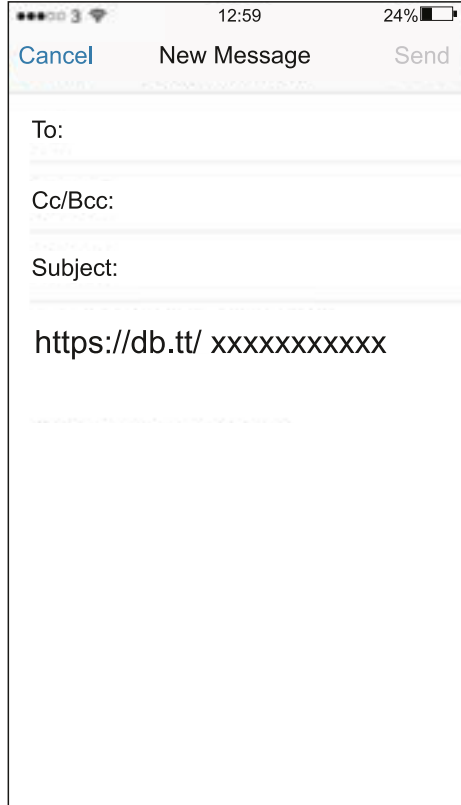 3 12:59 24%
Cancel New Message Send
To:
Cc/Bcc:
Subject:
https://db.tt/ xxxxxxxxxxx